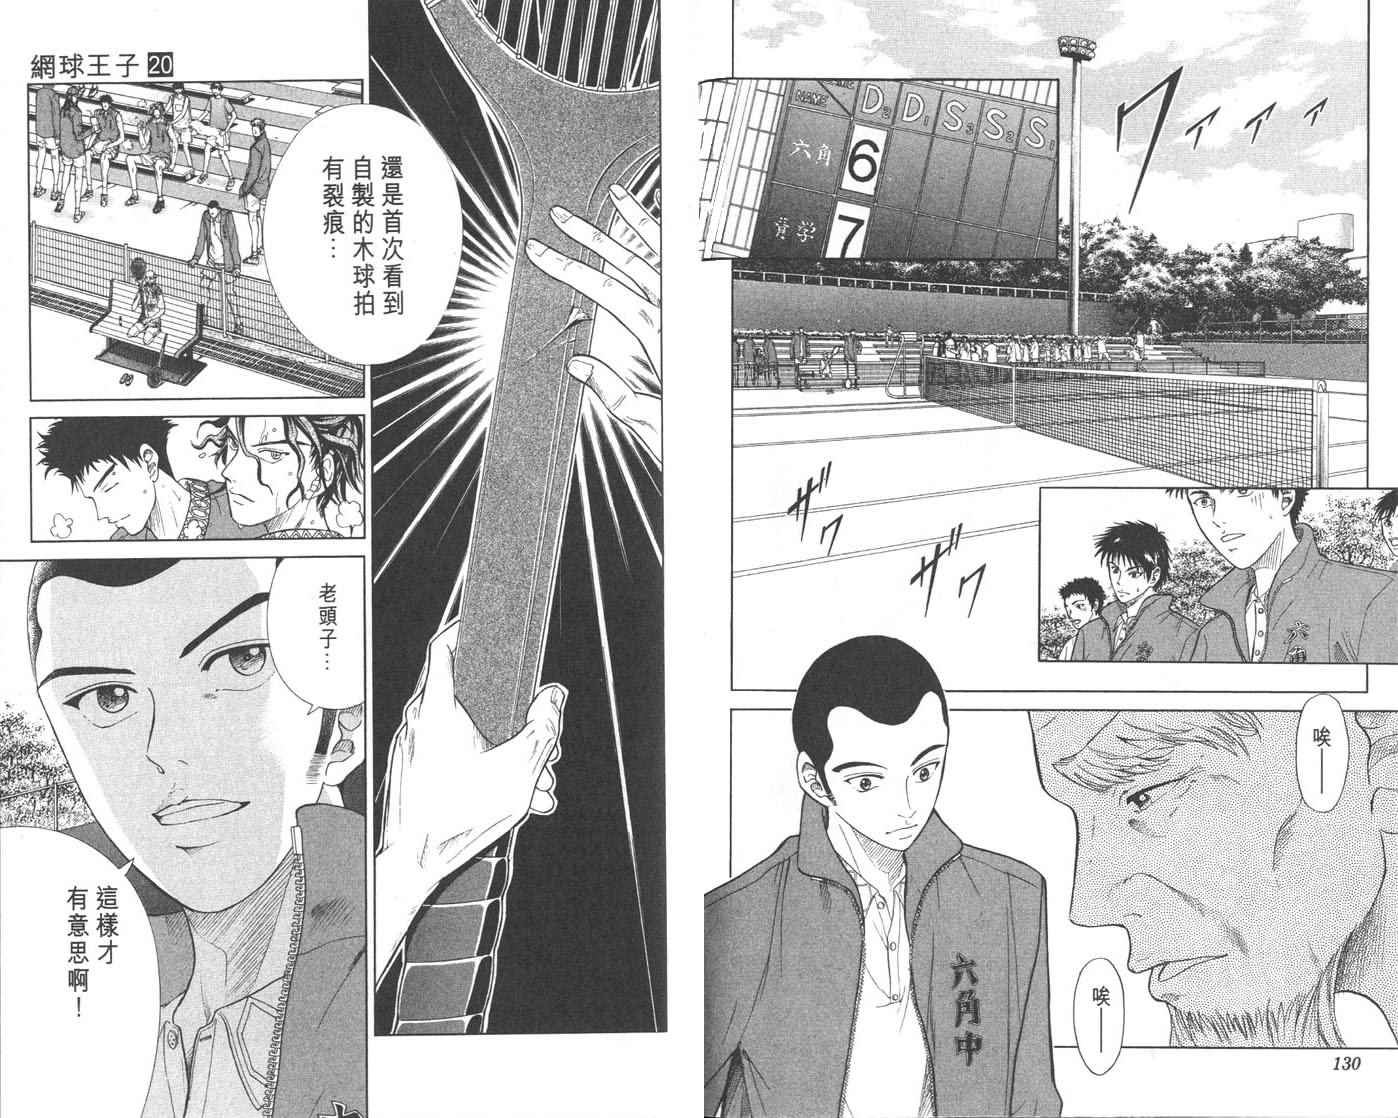 ワァァァ
NAME
D2
D1
S3
S2
S1
六角
6
青学
7
ザワ
ザワ
六角
唉——
唉——
六角中
130
網球王子 20
還是首次看到
自製的木球拍
有裂痕…
老頭子…
這樣才
有意思啊！